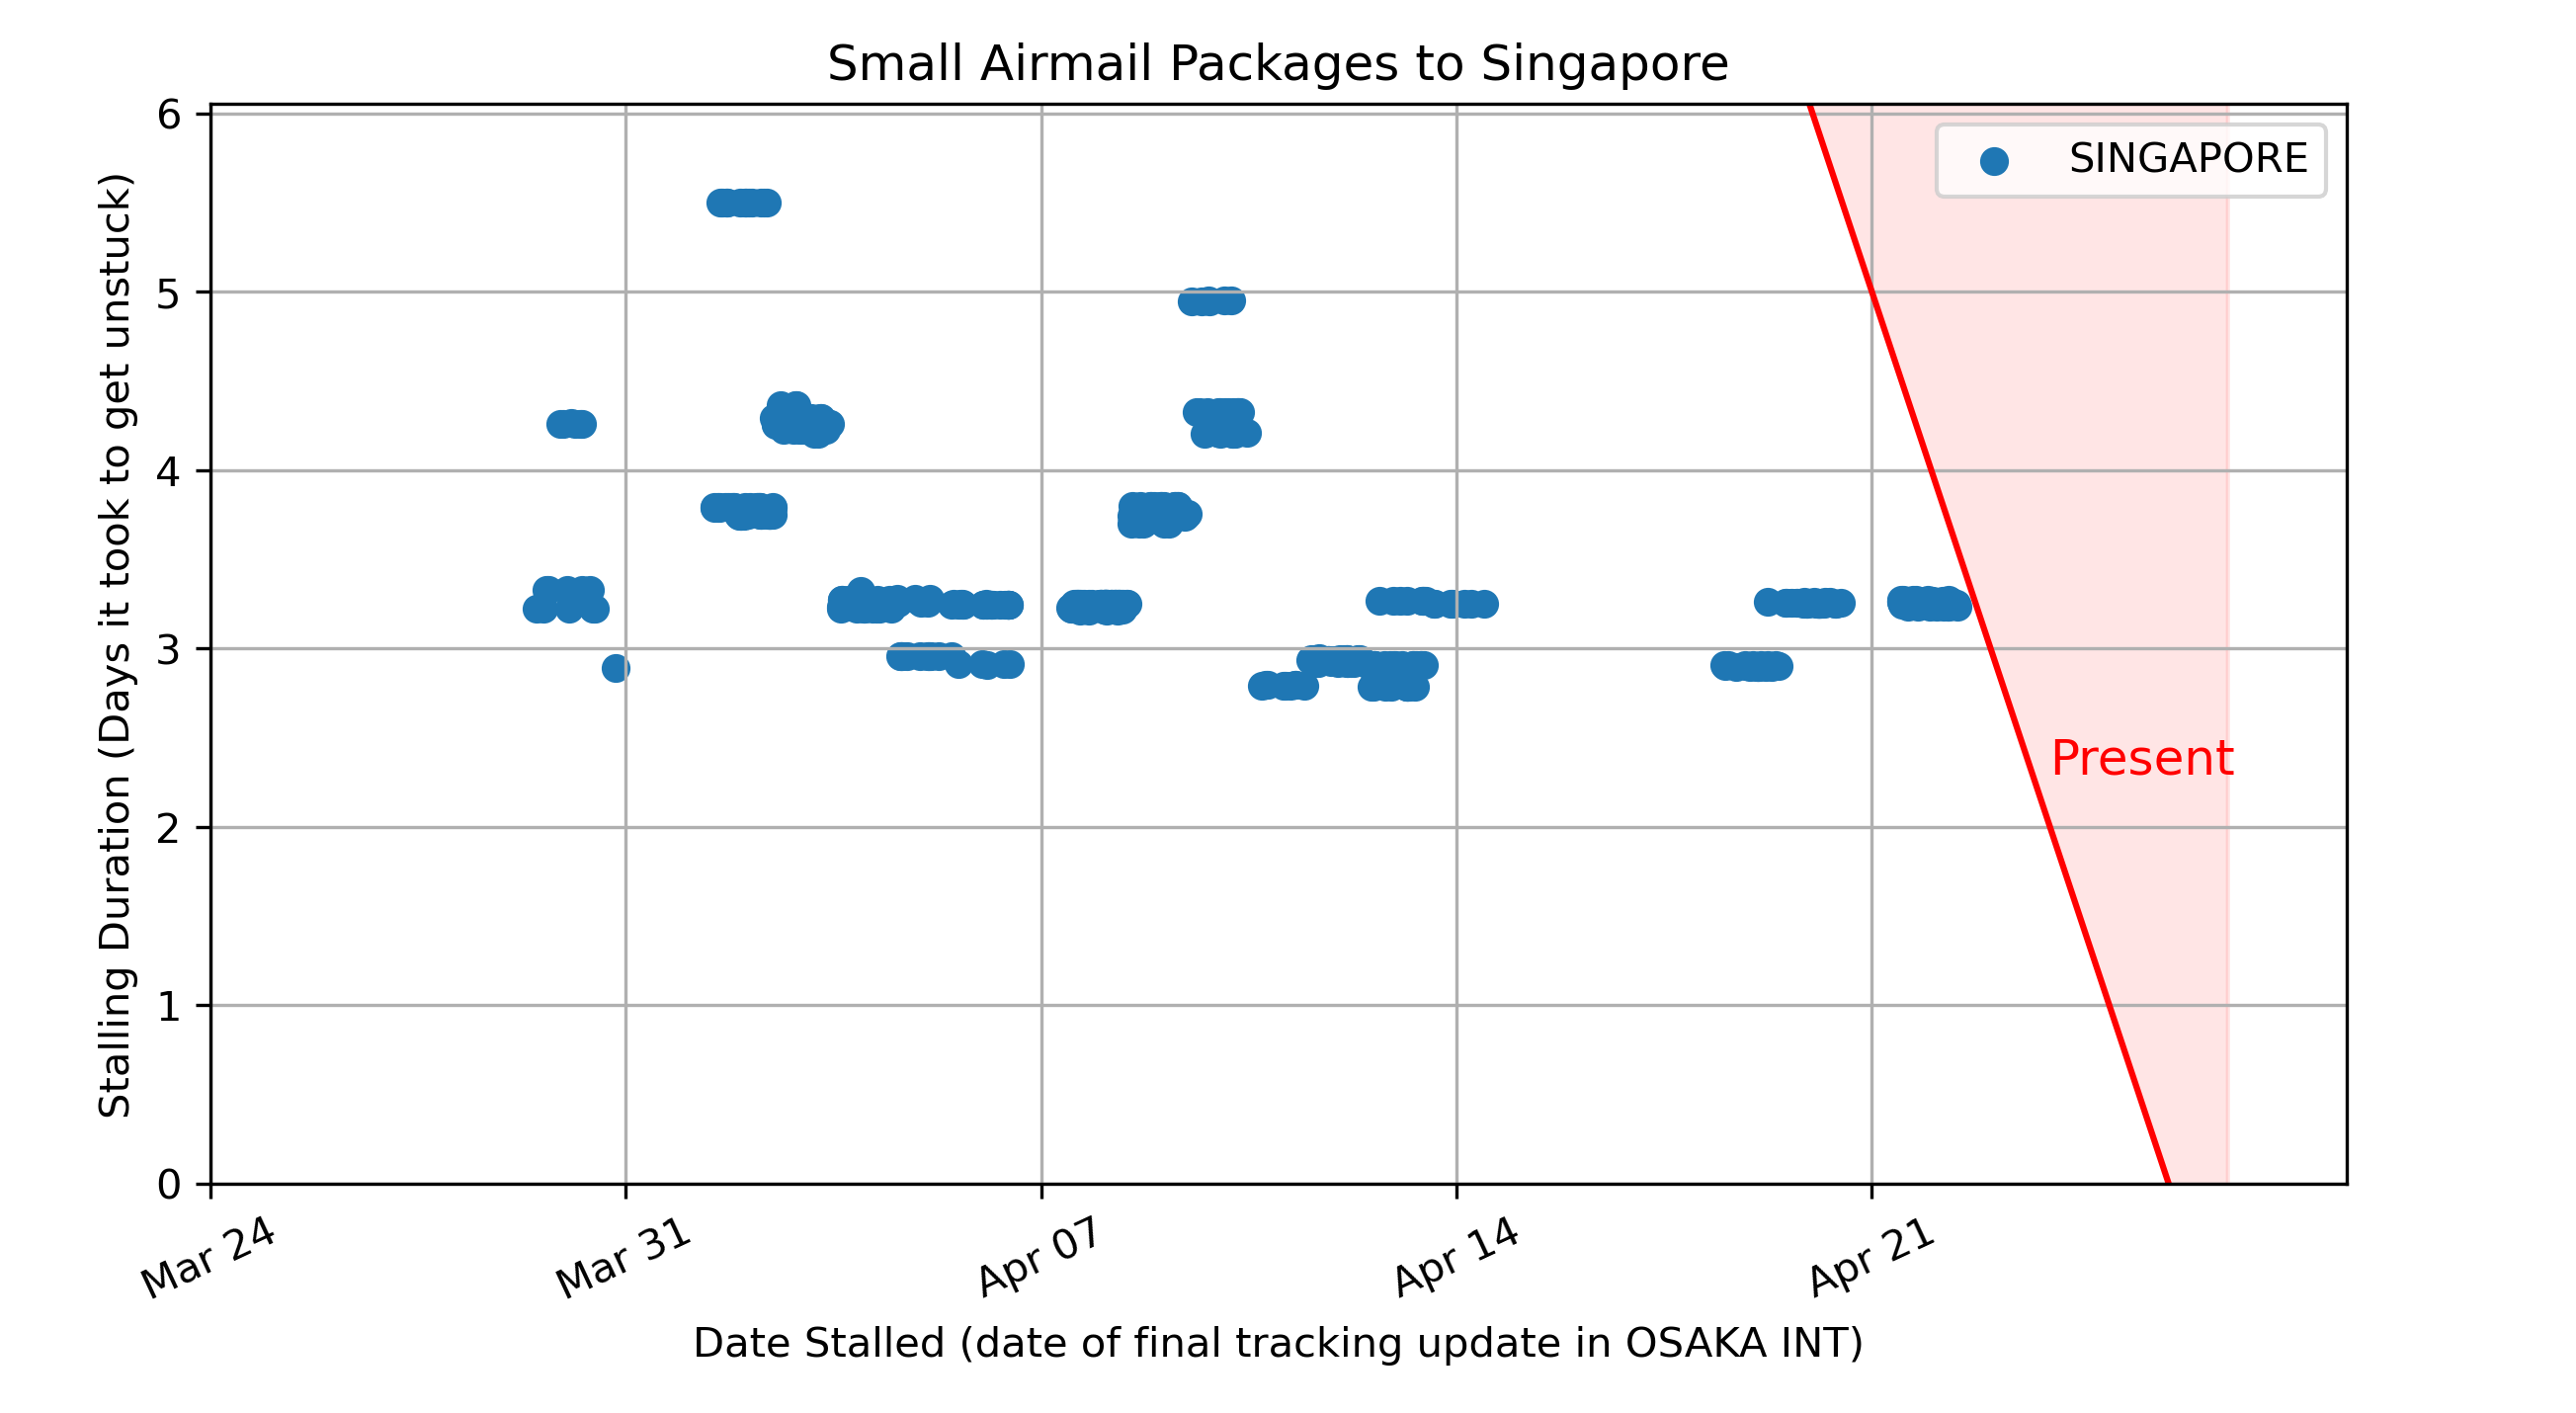 Small Airmail Packages to Singapore
SINGAPORE
Stalling Duration (Days it took to get unstuck)
6
5
4
3
2
1
0
Present
Mar 24
Mar 31
Apr 07
Apr 14
Apr 21
Date Stalled (date of final tracking update in OSAKA INT)